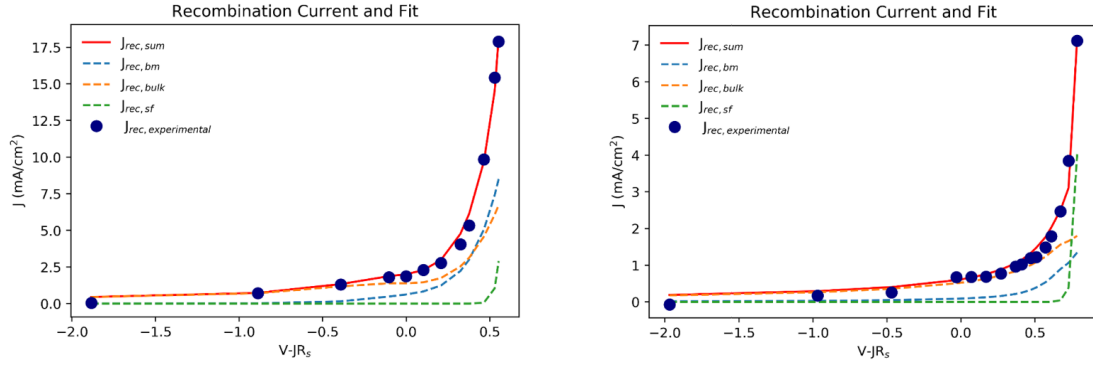 Recombination Current and Fit
17.5
15.0
12.5
10.0
7.5
5.0
2.5
0.0
J (mA/cm²)
J_rec, sum
J_rec, bm
J_rec, bulk
J_rec, sf
J_rec, experimental
−2.0 −1.5 −1.0 −0.5 0.0 0.5
V-JR_s
Recombination Current and Fit
7
6
5
4
3
2
1
0
J (mA/cm²)
J_rec, sum
J_rec, bm
J_rec, bulk
J_rec, sf
J_rec, experimental
−2.0 −1.5 −1.0 −0.5 0.0 0.5
V-JR_s